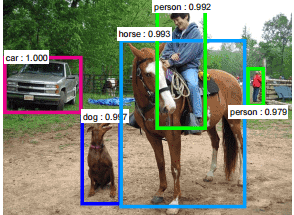 person : 0.992
horse : 0.993
car : 1.000
person : 0.979
dog : 0.997